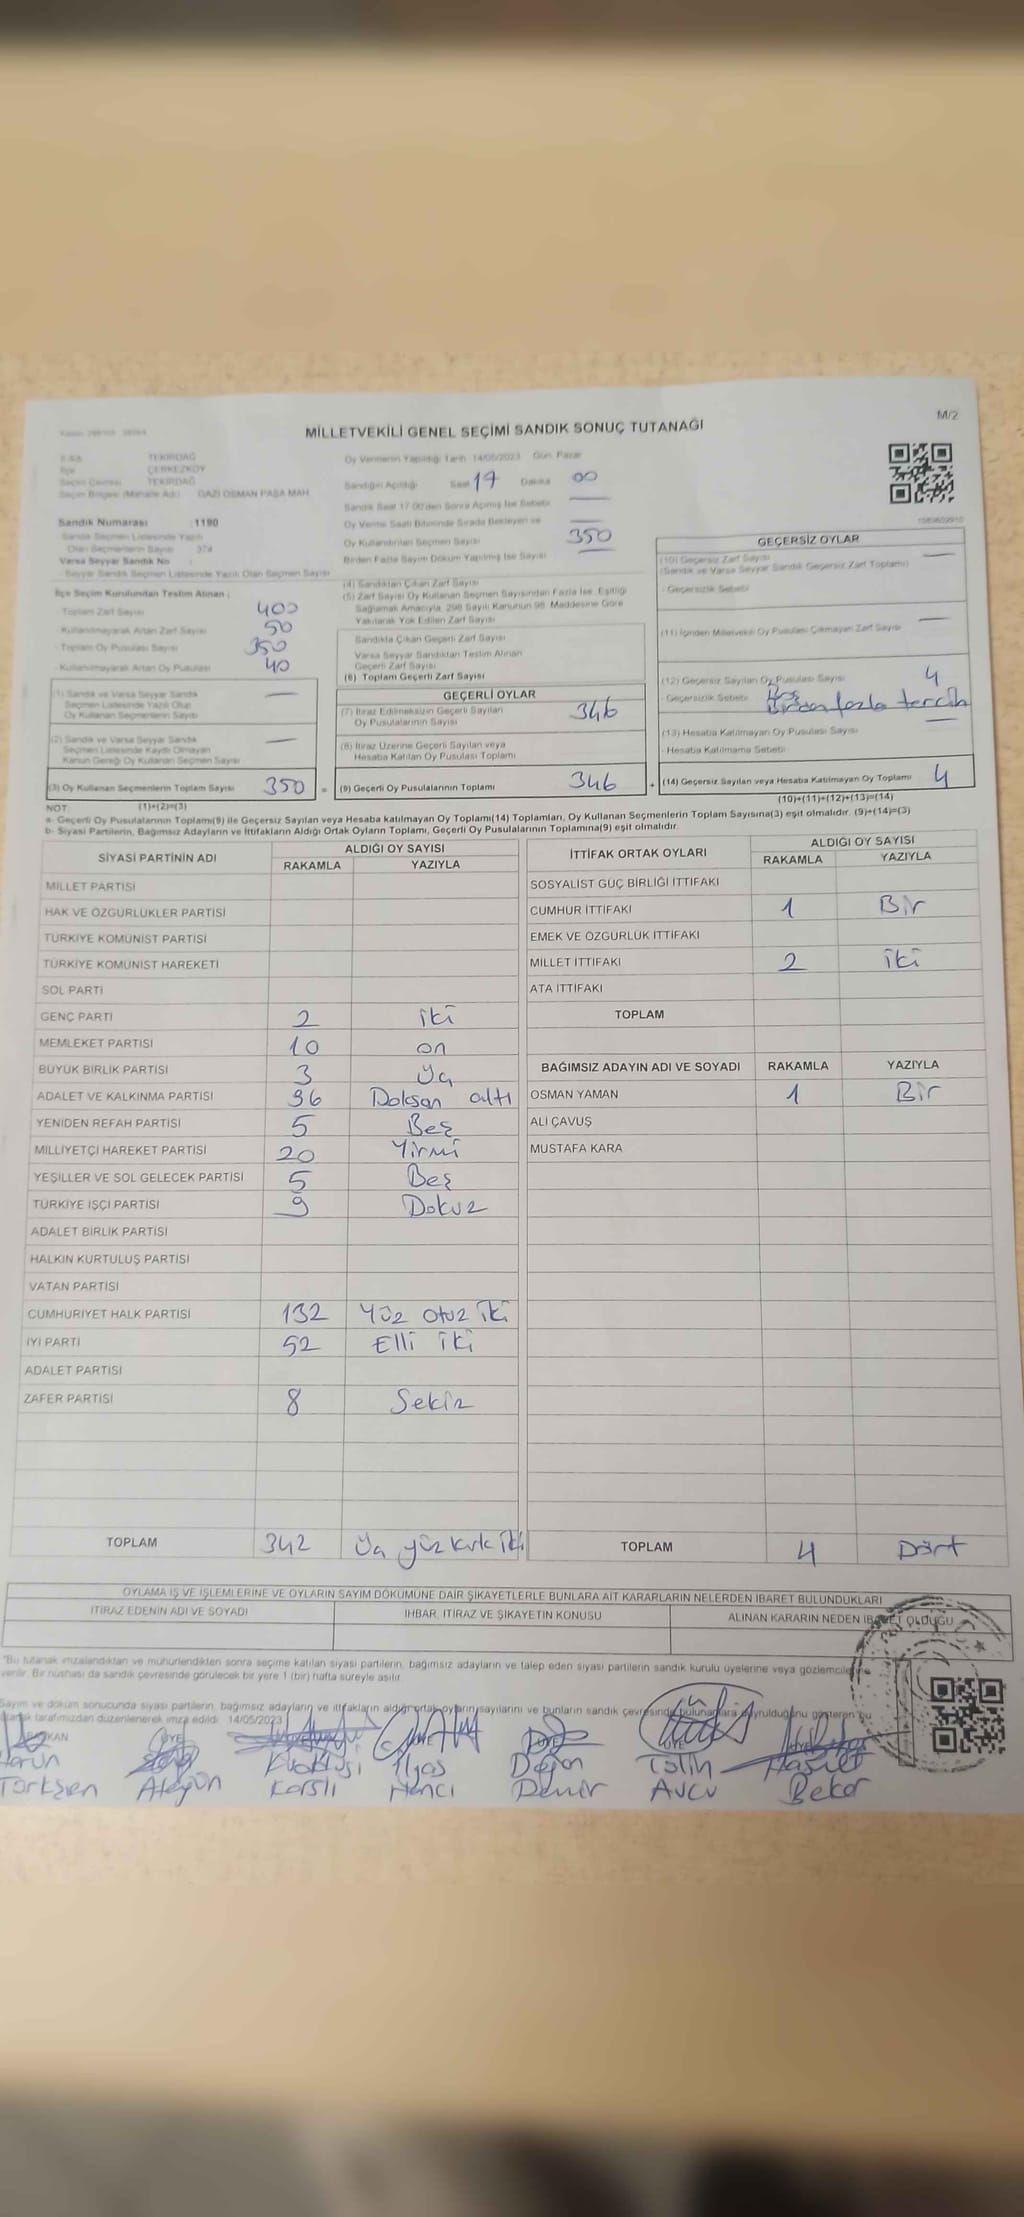 M/2
MİLLETVEKİLİ GENEL SEÇİMİ SANDIK SONUÇ TUTANAĞI
TEKİRDAĞ
İlçe ÇERKEZKÖY
Seçim Çevresi TEKİRDAĞ
Seçim Bölgesi (Mahalle Adı) GAZİ OSMAN PAŞA MAH.
Sandık Numarası : 1190
Sandık Seçmen Listesinde Yazılı
Olan Seçmenlerin Sayısı 374
Varsa Seyyar Sandık No
Seyyar Sandık Seçmen Listesinde Yazılı Olan Seçmen Sayısı
İlçe Seçim Kurulundan Teslim Alınan :
Toplam Zarf Sayısı 400
Kullanılmayarak Artan Zarf Sayısı 50
Toplam Oy Pusulası Sayısı 350
Kullanılmayarak Artan Oy Pusulası 40
(1) Sandık ve Varsa Seyyar Sandık —
Seçmen Listesinde Yazılı Olup
Oy Kullanan Seçmenlerin Sayısı
(2) Sandık ve Varsa Seyyar Sandık —
Seçmen Listesinde Kaydı Olmayan
Kanun Gereği Oy Kullanan Seçmen Sayısı
(3) Oy Kullanan Seçmenlerin Toplam Sayısı 350 =
(1)+(2)=(3)
Oy Vermenin Yapıldığı Tarih 14/05/2023 Gün Pazar
Sandığın Açıldığı Saat 17 Dakika 00
Sandık Saat 17.00'den Sonra Açılmış İse Sebebi —
Oy Verme Saati Bitiminde Sırada Bekleyen ve —
Oy Kullandırılan Seçmen Sayısı 350
Birden Fazla Sayım Döküm Yapılmış İse Sayısı —
(4) Sandıktan Çıkan Zarf Sayısı
(5) Zarf Sayısı Oy Kullanan Seçmen Sayısından Fazla İse, Eşitliği
Sağlamak Amacıyla, 298 Sayılı Kanunun 98. Maddesine Göre
Yakılarak Yok Edilen Zarf Sayısı
Sandıkta Çıkan Geçerli Zarf Sayısı
Varsa Seyyar Sandıktan Teslim Alınan
Geçerli Zarf Sayısı
(6) Toplam Geçerli Zarf Sayısı
GEÇERLİ OYLAR
(7) İtiraz Edilmeksizin Geçerli Sayılan 346
Oy Pusulalarının Sayısı
(8) İtiraz Üzerine Geçerli Sayılan veya
Hesaba Katılan Oy Pusulası Toplamı
(9) Geçerli Oy Pusulalarının Toplamı 346 +
GEÇERSİZ OYLAR
(10) Geçersiz Zarf Sayısı —
(Sandık ve Varsa Seyyar Sandık Geçersiz Zarf Toplamı)
Geçersizlik Sebebi
(11) İçinden Milletvekili Oy Pusulası Çıkmayan Zarf Sayısı —
(12) Geçersiz Sayılan Oy Pusulası Sayısı 4
Geçersizlik Sebebi Boş
Birden fazla tercih
(13) Hesaba Katılmayan Oy Pusulası Sayısı —
Hesaba Katılmama Sebebi
(14) Geçersiz Sayılan veya Hesaba Katılmayan Oy Toplamı 4
(10)+(11)+(12)+(13)=(14)
NOT:
a- Geçerli Oy Pusulalarının Toplamı(9) ile Geçersiz Sayılan veya Hesaba Katılmayan Oy Toplamı(14) Toplamları, Oy Kullanan Seçmenlerin Toplam Sayısına(3) eşit olmalıdır. (9)+(14)=(3)
b- Siyasi Partilerin, Bağımsız Adayların ve İttifakların Aldığı Ortak Oyların Toplamı, Geçerli Oy Pusulalarının Toplamına(9) eşit olmalıdır.
SİYASİ PARTİNİN ADI ALDIĞI OY SAYISI
RAKAMLA YAZIYLA
MİLLET PARTİSİ
HAK VE ÖZGÜRLÜKLER PARTİSİ
TÜRKİYE KOMÜNİST PARTİSİ
TÜRKİYE KOMÜNİST HAREKETİ
SOL PARTİ
GENÇ PARTİ 2 iki
MEMLEKET PARTİSİ 10 on
BÜYÜK BİRLİK PARTİSİ 3 Üç
ADALET VE KALKINMA PARTİSİ 96 Doksan altı
YENİDEN REFAH PARTİSİ 5 Beş
MİLLİYETÇİ HAREKET PARTİSİ 20 Yirmi
YEŞİLLER VE SOL GELECEK PARTİSİ 5 Beş
TÜRKİYE İŞÇİ PARTİSİ 9 Dokuz
ADALET BİRLİK PARTİSİ
HALKIN KURTULUŞ PARTİSİ
VATAN PARTİSİ
CUMHURİYET HALK PARTİSİ 132 Yüz otuz iki
İYİ PARTİ 52 Elli iki
ADALET PARTİSİ
ZAFER PARTİSİ 8 Sekiz
TOPLAM 342 Üç yüz kırk iki
İTTİFAK ORTAK OYLARI ALDIĞI OY SAYISI
RAKAMLA YAZIYLA
SOSYALİST GÜÇ BİRLİĞİ İTTİFAKI
CUMHUR İTTİFAKI 1 Bir
EMEK VE ÖZGÜRLÜK İTTİFAKI
MİLLET İTTİFAKI 2 iki
ATA İTTİFAKI
TOPLAM
BAĞIMSIZ ADAYIN ADI VE SOYADI RAKAMLA YAZIYLA
OSMAN YAMAN 1 Bir
ALİ ÇAVUŞ
MUSTAFA KARA
TOPLAM 4 Dört
OYLAMA İŞ VE İŞLEMLERİNE VE OYLARIN SAYIM DÖKÜMÜNE DAİR ŞİKAYETLERLE BUNLARA AİT KARARLARIN NELERDEN İBARET BULUNDUKLARI
İTİRAZ EDENİN ADI VE SOYADI İHBAR, İTİRAZ VE ŞİKAYETİN KONUSU ALINAN KARARIN NEDEN İBARET OLDUĞU
"Bu tutanak imzalandıktan ve mühürlendikten sonra seçime katılan siyasi partilerin, bağımsız adayların ve talep eden siyasi partilerin sandık kurulu üyelerine veya gözlemcilerine
verilir. Bir nüshası da sandık çevresinde görülecek bir yere 1 (bir) hafta süreyle asılır.
Sayım ve döküm sonucunda siyasi partilerin, bağımsız adayların ve ittifakların aldığı ortak oyların sayılarını ve bunların sandık çevresinde bulunanlara duyrulduğunu gösteren bu
tutanak tarafımızdan düzenlenerek imza edildi. 14/05/2023
BAŞKAN ÜYE ÜYE ÜYE ÜYE
Harun İlyas Doğan Tülin
Türkşen Akgün Karslı Demir Avcu Beker